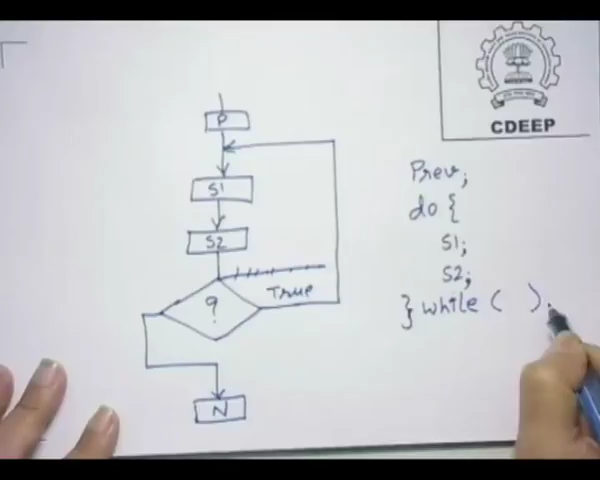 CDEEP
P
S1
S2
?
True
N
Prev;
do {
S1;
S2;
} while ( ).